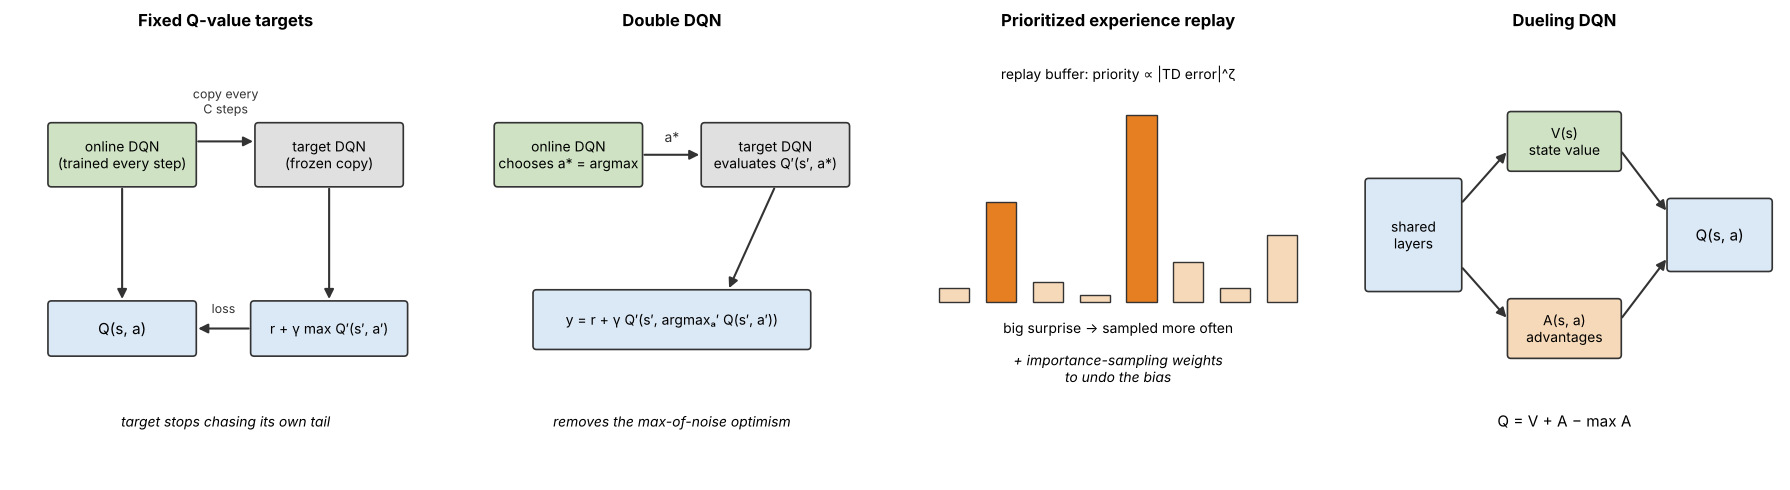 Fixed Q-value targets
copy every
C steps
online DQN
(trained every step)
target DQN
(frozen copy)
Q(s, a)
loss
r + γ max Q′(s′, a′)
target stops chasing its own tail
Double DQN
online DQN
chooses a* = argmax
a*
target DQN
evaluates Q′(s′, a*)
y = r + γ Q′(s′, argmaxₐ′ Q(s′, a′))
removes the max-of-noise optimism
Prioritized experience replay
replay buffer: priority ∝ |TD error|^ζ
big surprise → sampled more often
+ importance-sampling weights
to undo the bias
Dueling DQN
V(s)
state value
shared
layers
Q(s, a)
A(s, a)
advantages
Q = V + A − max A